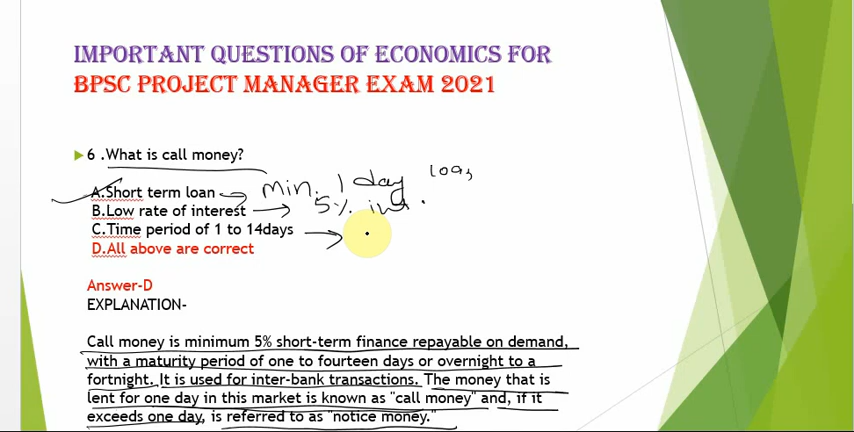 IMPORTANT QUESTIONS OF ECONOMICS FOR
BPSC PROJECT MANAGER EXAM 2021
6 .What is call money?
A.Short term loan min. 1 day loan
B.Low rate of interest 5% int.
C.Time period of 1 to 14days
D.All above are correct
Answer-D
EXPLANATION-
Call money is minimum 5% short-term finance repayable on demand,
with a maturity period of one to fourteen days or overnight to a
fortnight. It is used for inter-bank transactions. The money that is
lent for one day in this market is known as "call money" and, if it
exceeds one day, is referred to as "notice money."